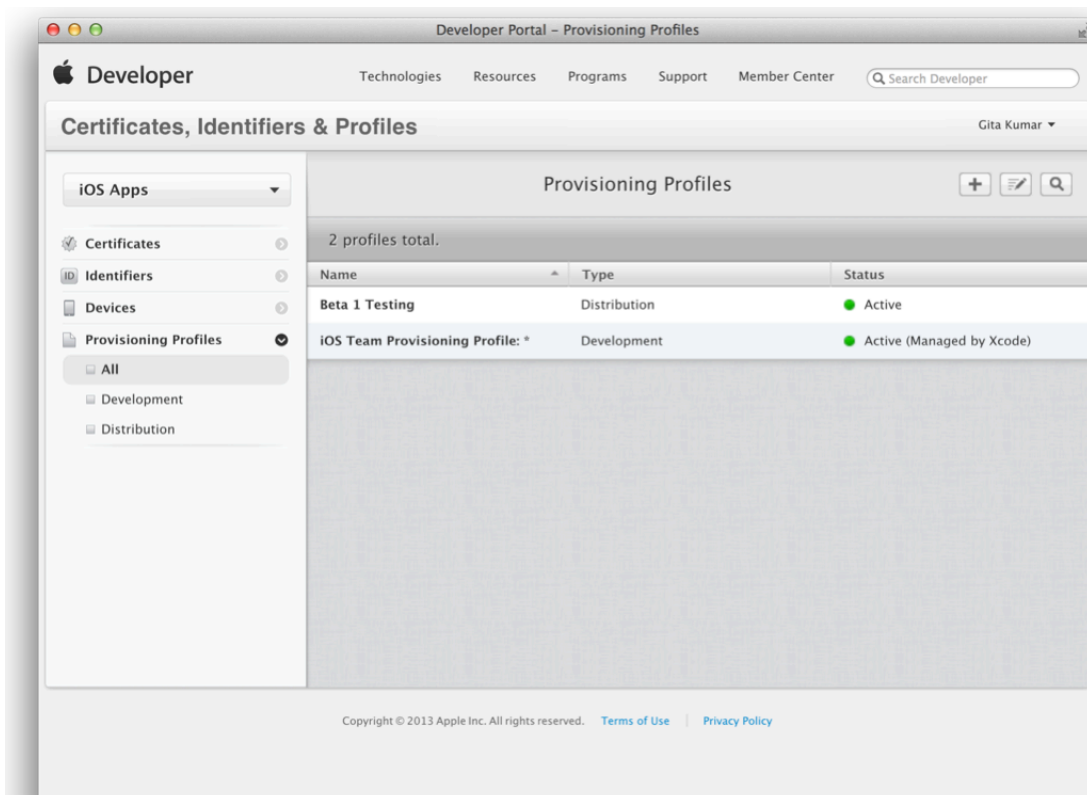 Developer Portal – Provisioning Profiles
Developer
Technologies Resources Programs Support Member Center Search Developer
Certificates, Identifiers & Profiles Gita Kumar
iOS Apps Provisioning Profiles
2 profiles total.
Certificates
ID Identifiers
Name Type Status
Devices
Beta 1 Testing Distribution Active
Provisioning Profiles
iOS Team Provisioning Profile: * Development Active (Managed by Xcode)
All
Development
Distribution
Copyright © 2013 Apple Inc. All rights reserved. Terms of Use | Privacy Policy